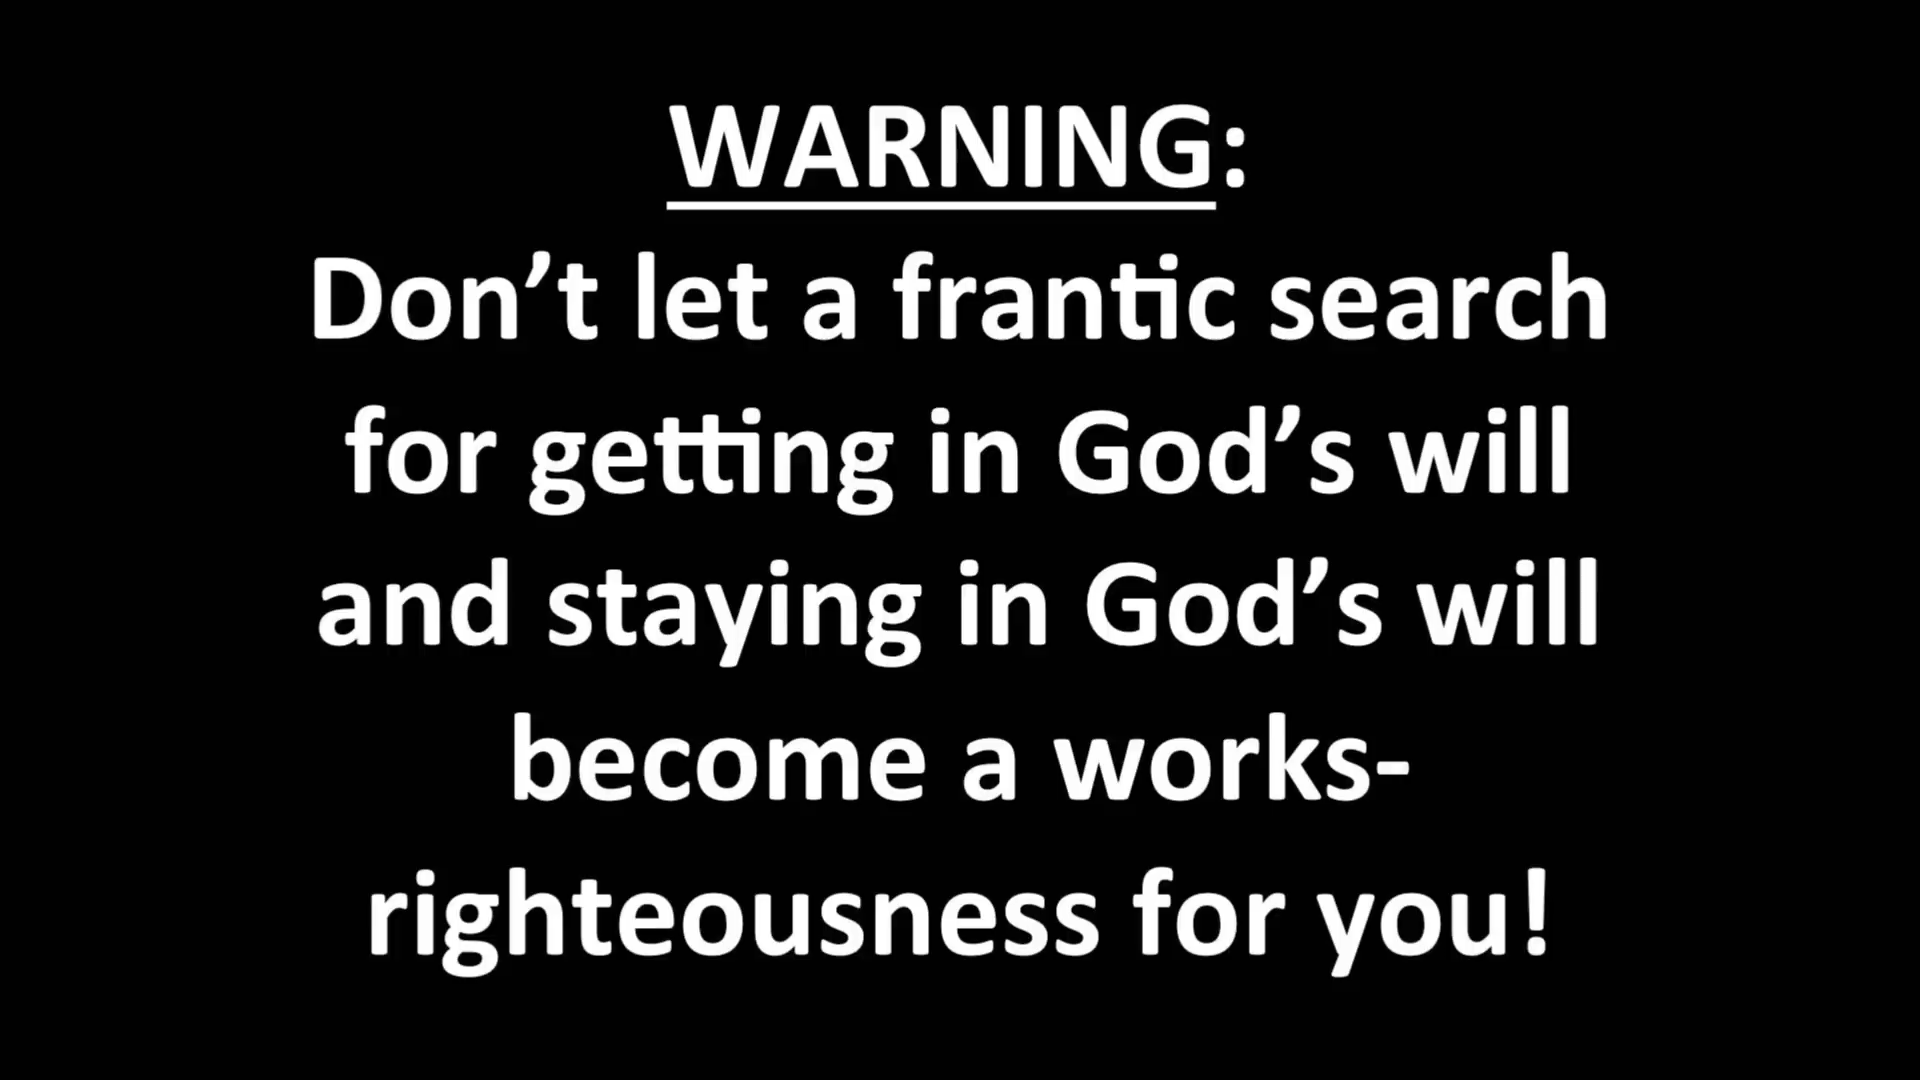 WARNING:
Don’t let a frantic search
for getting in God’s will
and staying in God’s will
become a works-
righteousness for you!